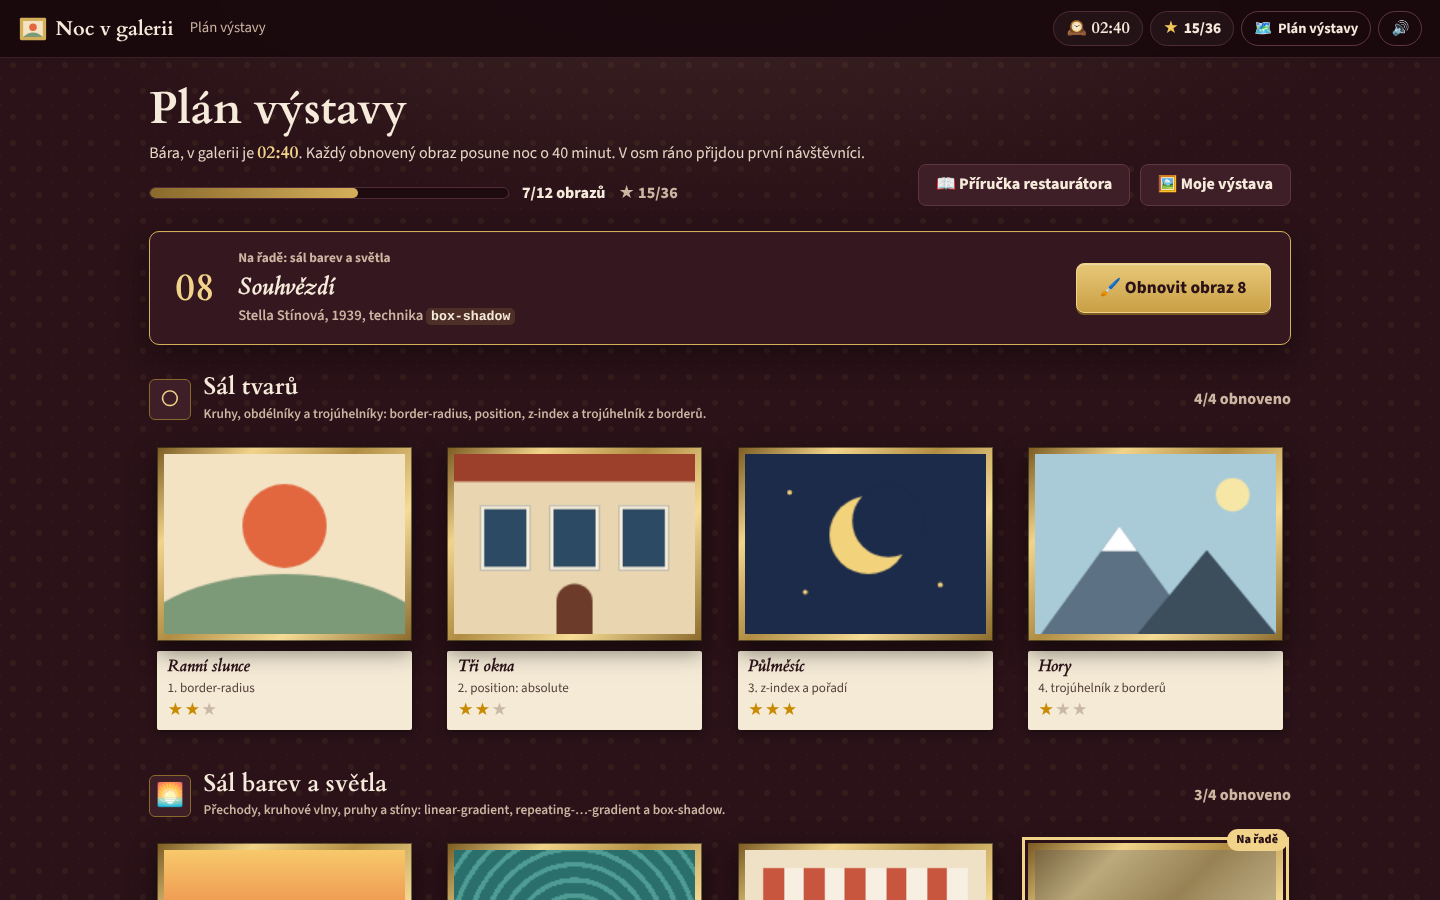 Noc v galerii
Plán výstavy
02:40
★ 15/36
Plán výstavy
Plán výstavy
Bára, v galerii je 02:40. Každý obnovený obraz posune noc o 40 minut. V osm ráno přijdou první návštěvníci.
7/12 obrazů ★ 15/36
Příručka restaurátora
Moje výstava
08
Na řadě: sál barev a světla
Souhvězdí
Stella Stínová, 1939, technika box-shadow
Obnovit obraz 8
Sál tvarů
Kruhy, obdélníky a trojúhelníky: border-radius, position, z-index a trojúhelník z borderů.
4/4 obnoveno
Ranní slunce
1. border-radius
★★★
Tři okna
2. position: absolute
★★★
Půlměsíc
3. z-index a pořadí
★★★
Hory
4. trojúhelník z borderů
★★★
Sál barev a světla
Přechody, kruhové vlny, pruhy a stíny: linear-gradient, repeating-…-gradient a box-shadow.
3/4 obnoveno
Na řadě